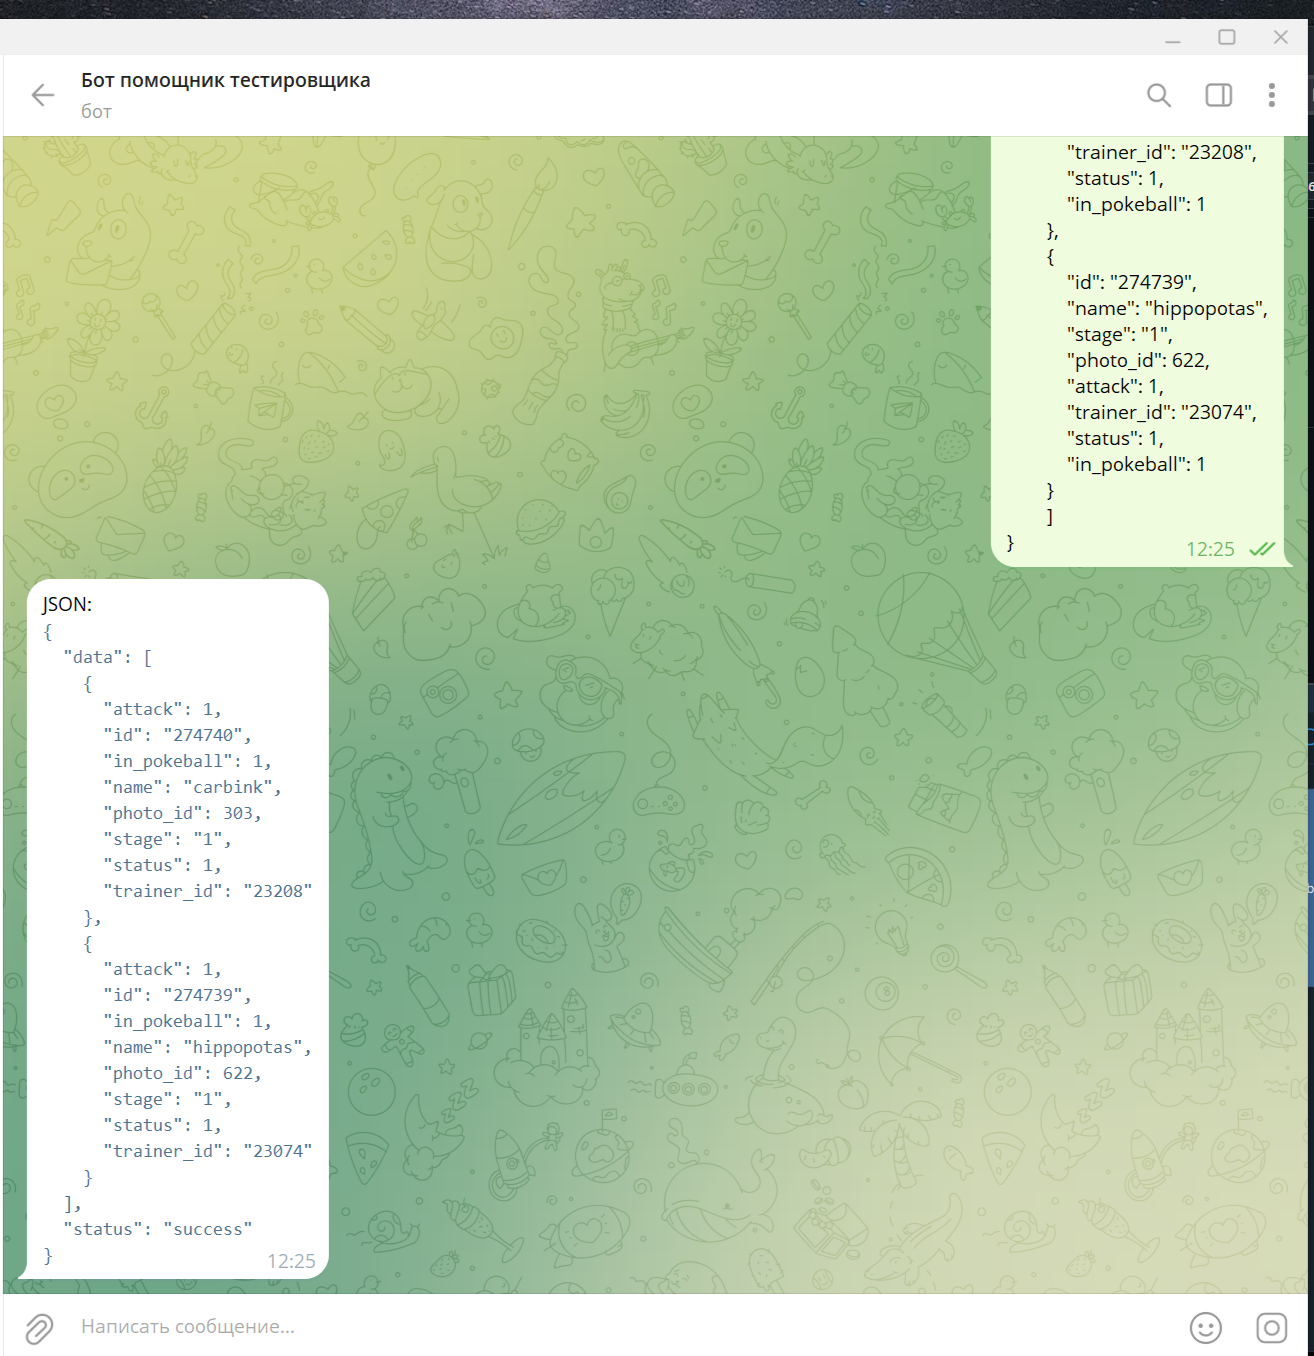 Бот помощник тестировщика
бот
"trainer_id": "23208",
"status": 1,
"in_pokeball": 1
},
{
"id": "274739",
"name": "hippopotas",
"stage": "1",
"photo_id": 622,
"attack": 1,
"trainer_id": "23074",
"status": 1,
"in_pokeball": 1
}
]
}
12:25
JSON:
{
"data": [
{
"attack": 1,
"id": "274740",
"in_pokeball": 1,
"name": "carbink",
"photo_id": 303,
"stage": "1",
"status": 1,
"trainer_id": "23208"
},
{
"attack": 1,
"id": "274739",
"in_pokeball": 1,
"name": "hippopotas",
"photo_id": 622,
"stage": "1",
"status": 1,
"trainer_id": "23074"
}
],
"status": "success"
}
12:25
Написать сообщение...